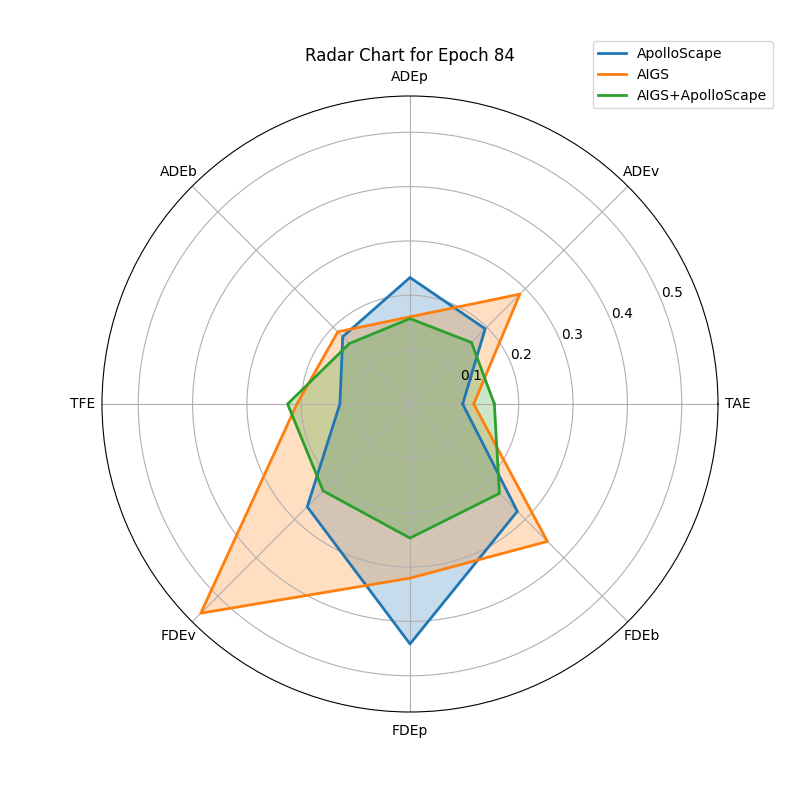 Radar Chart for Epoch 84
ApolloScape
AIGS
AIGS+ApolloScape
ADEp
ADEb
ADEv
0.5
0.4
0.3
0.2
0.1
TFE
TAE
FDEv
FDEb
FDEp